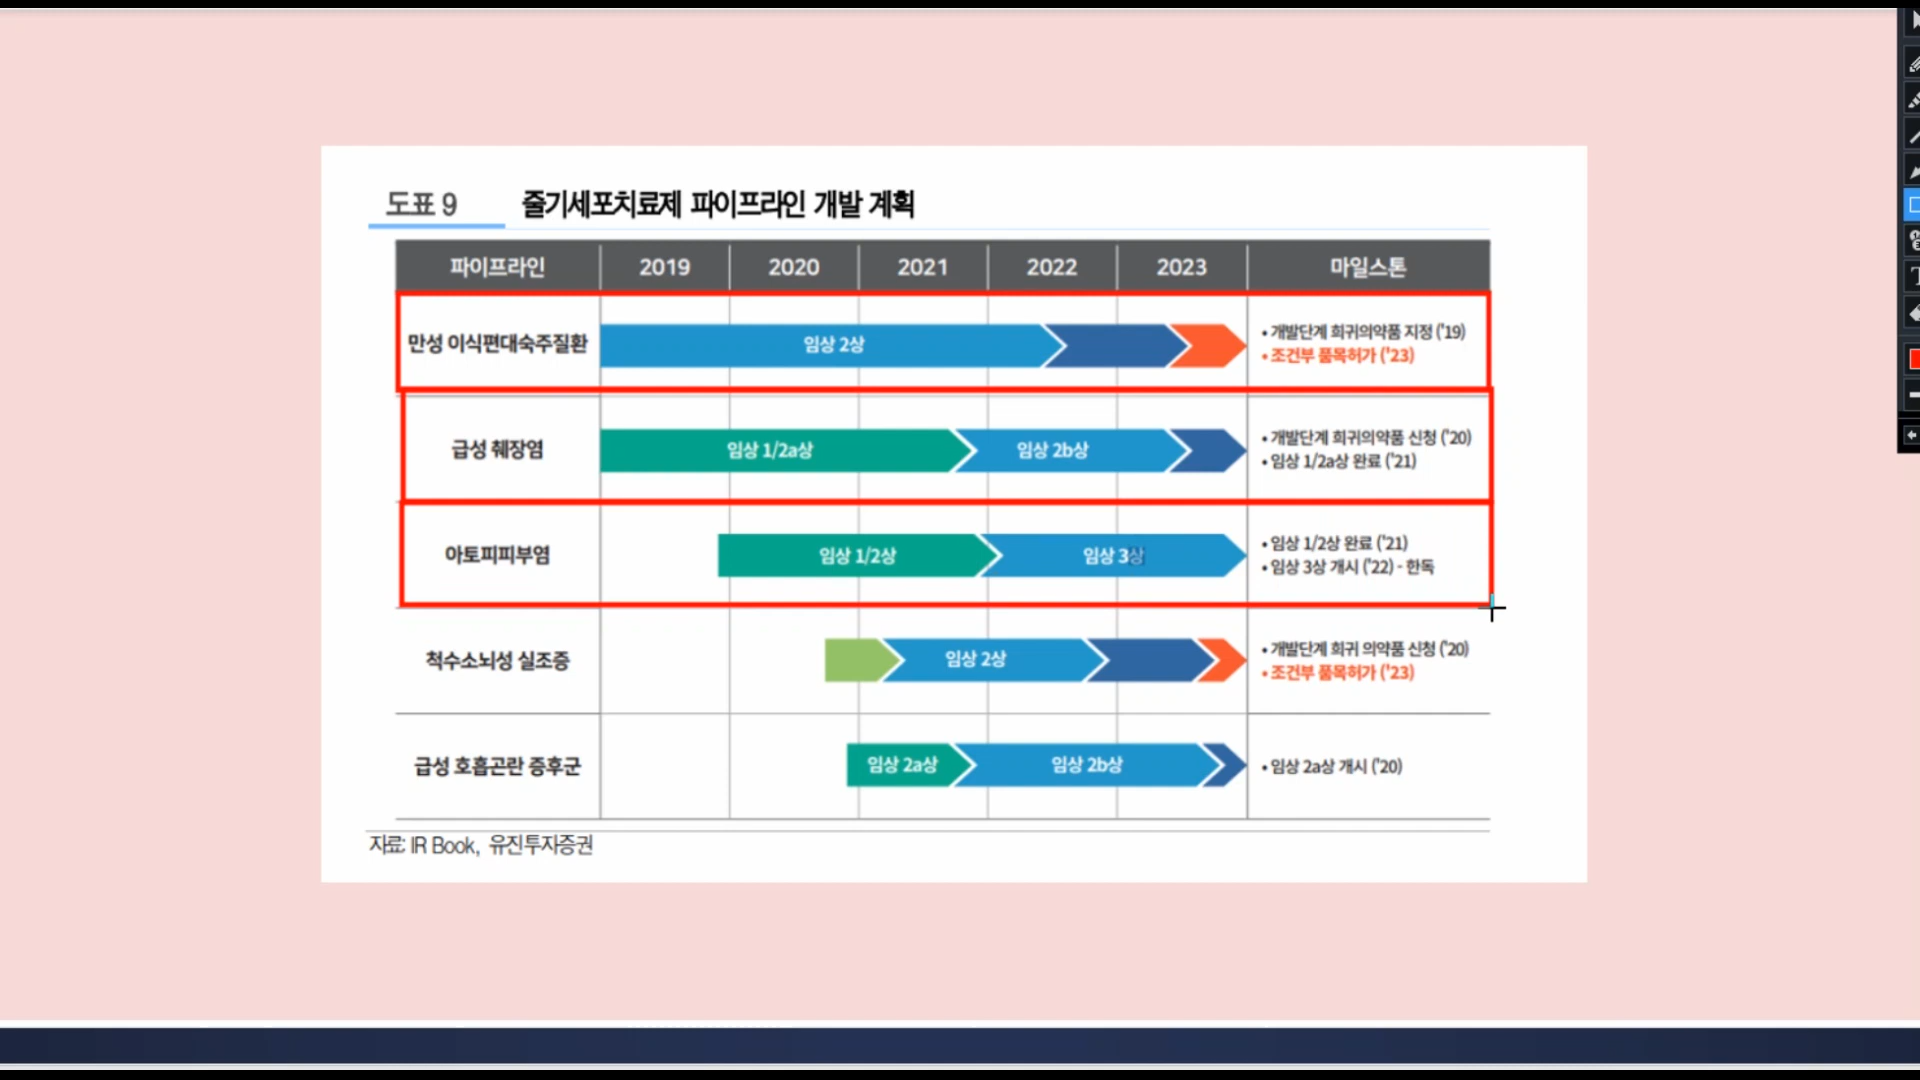 도표 9 줄기세포치료제 파이프라인 개발 계획
파이프라인 2019 2020 2021 2022 2023 마일스톤
만성 이식편대숙주질환 임상 2상
• 개발단계 희귀의약품 지정 ('19)
• 조건부 품목허가 ('23)
급성 췌장염 임상 1/2a상 임상 2b상
• 개발단계 희귀의약품 신청 ('20)
• 임상 1/2a상 완료 ('21)
아토피피부염 임상 1/2상 임상 3상
• 임상 1/2상 완료 ('21)
• 임상 3상 개시 ('22) - 한독
척수소뇌성 실조증 임상 2상
• 개발단계 희귀 의약품 신청 ('20)
• 조건부 품목허가 ('23)
급성 호흡곤란 증후군 임상 2a상 임상 2b상
• 임상 2a상 개시 ('20)
자료: IR Book, 유진투자증권